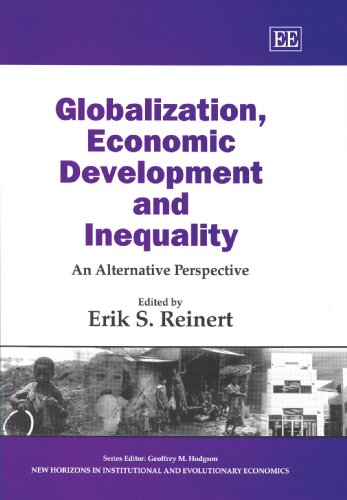 EE
Globalization,
Economic
Development
and
Inequality
An Alternative Perspective
Edited by
Erik S. Reinert
Series Editor: Geoffrey M. Hodgson
NEW HORIZONS IN INSTITUTIONAL AND EVOLUTIONARY ECONOMICS